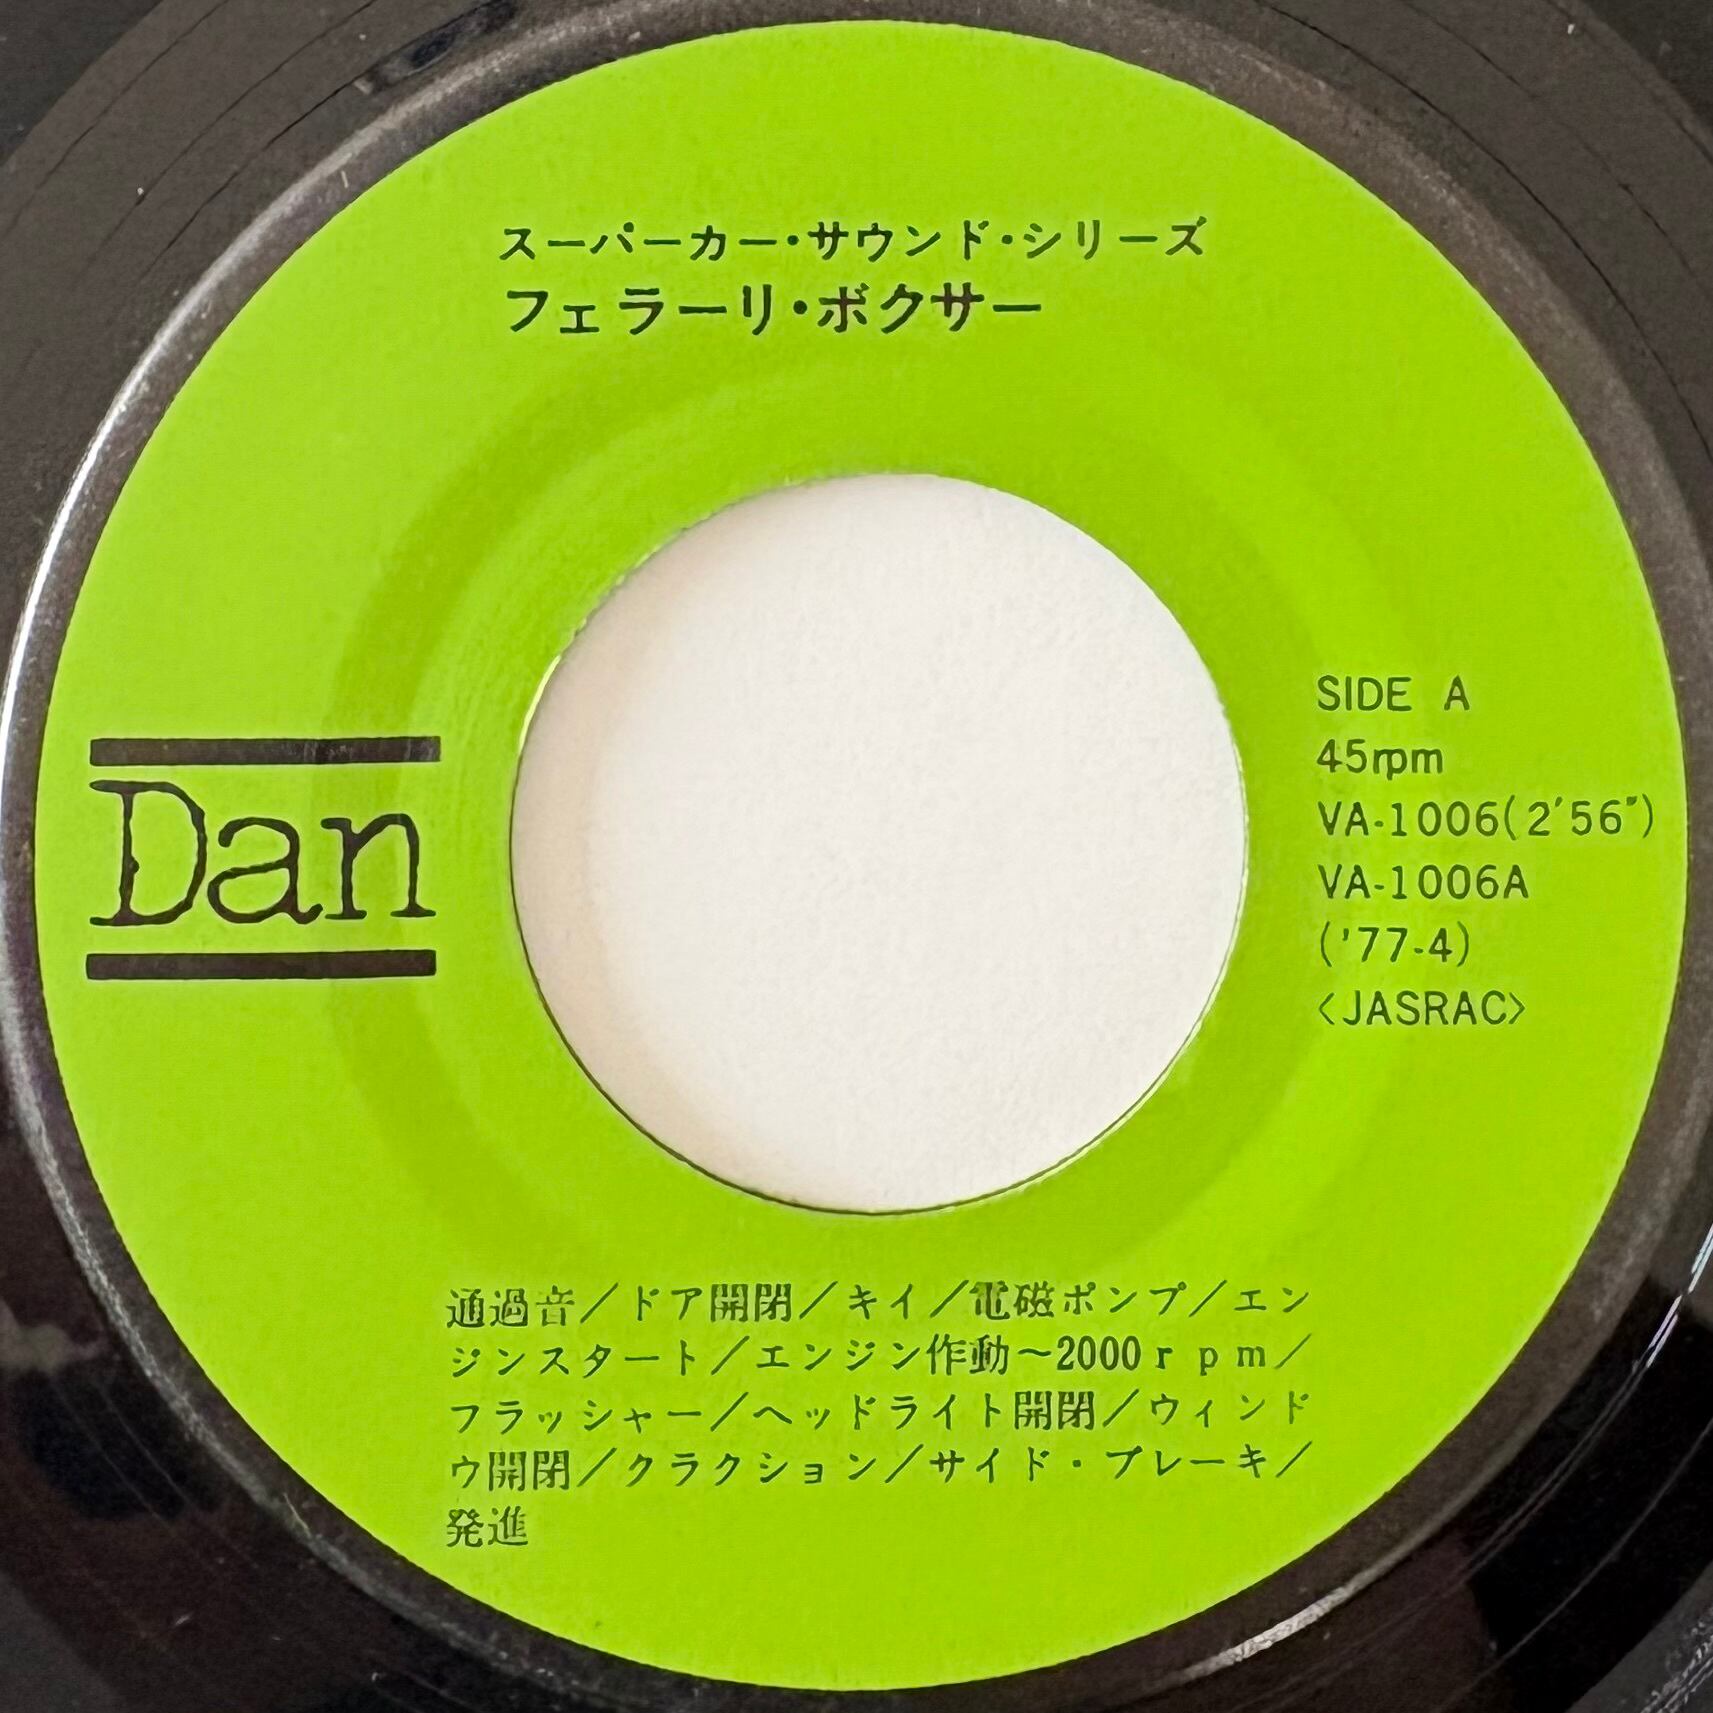 スーパーカー・サウンド・シリーズ
フェラーリ・ボクサー
Dan
SIDE A
45rpm
VA-1006(2'56")
VA-1006A
('77-4)
<JASRAC>
通過音／ドア開閉／キイ／電磁ポンプ／エン
ジンスタート／エンジン作動〜2000rpm／
フラッシャー／ヘッドライト開閉／ウィンド
ウ開閉／クラクション／サイド・ブレーキ／
発進